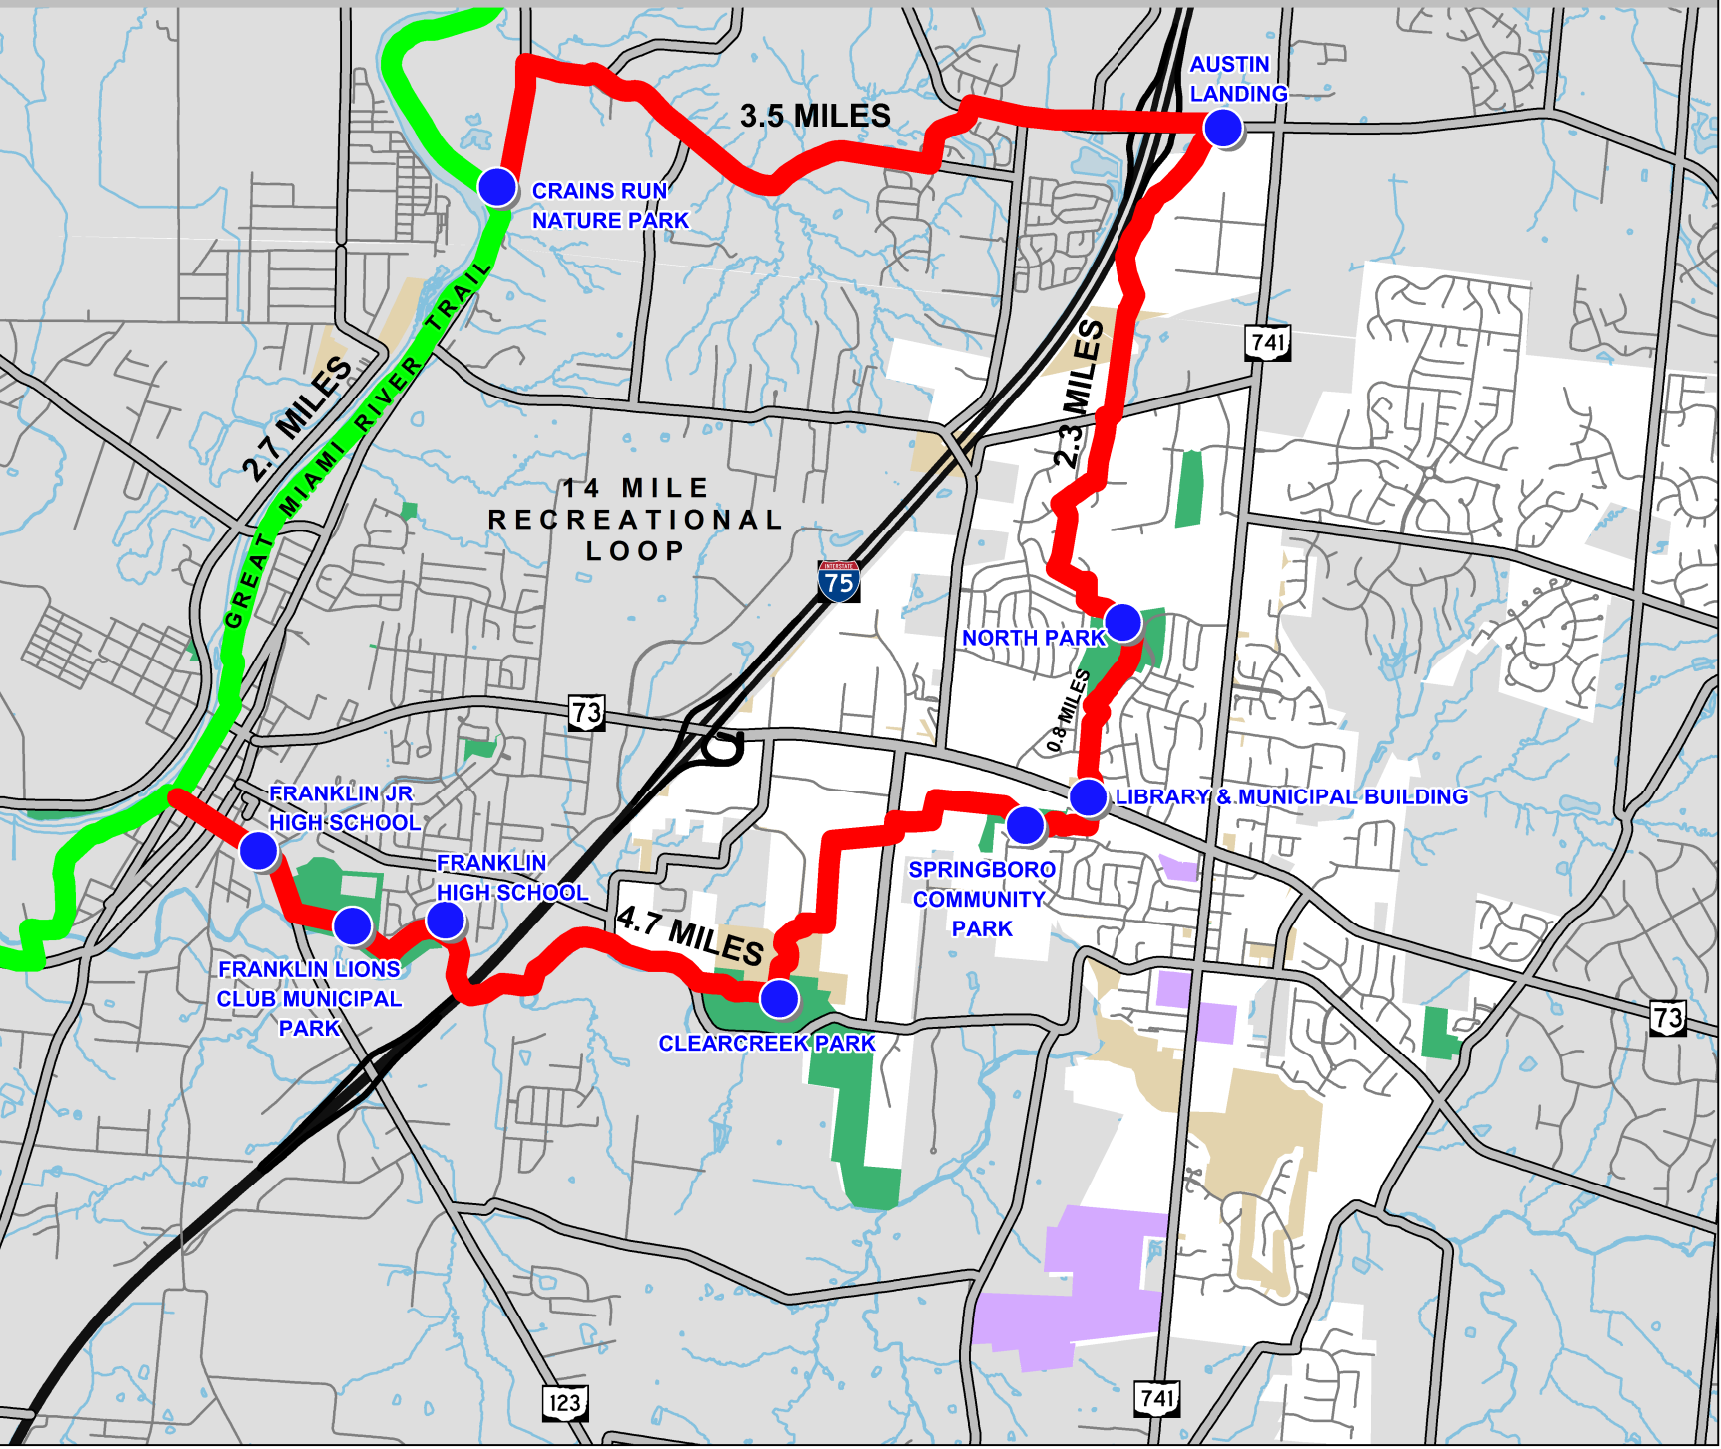 AUSTIN
LANDING
3.5 MILES
CRAINS RUN
NATURE PARK
GREAT MIAMI RIVER TRAIL
2.7 MILES
741
2.3 MILES
14 MILE
RECREATIONAL
LOOP
INTERSTATE
75
NORTH PARK
0.8 MILES
73
LIBRARY & MUNICIPAL BUILDING
FRANKLIN JR
HIGH SCHOOL
FRANKLIN
HIGH SCHOOL
SPRINGBORO
COMMUNITY
PARK
4.7 MILES
FRANKLIN LIONS
CLUB MUNICIPAL
PARK
CLEARCREEK PARK
73
123
741